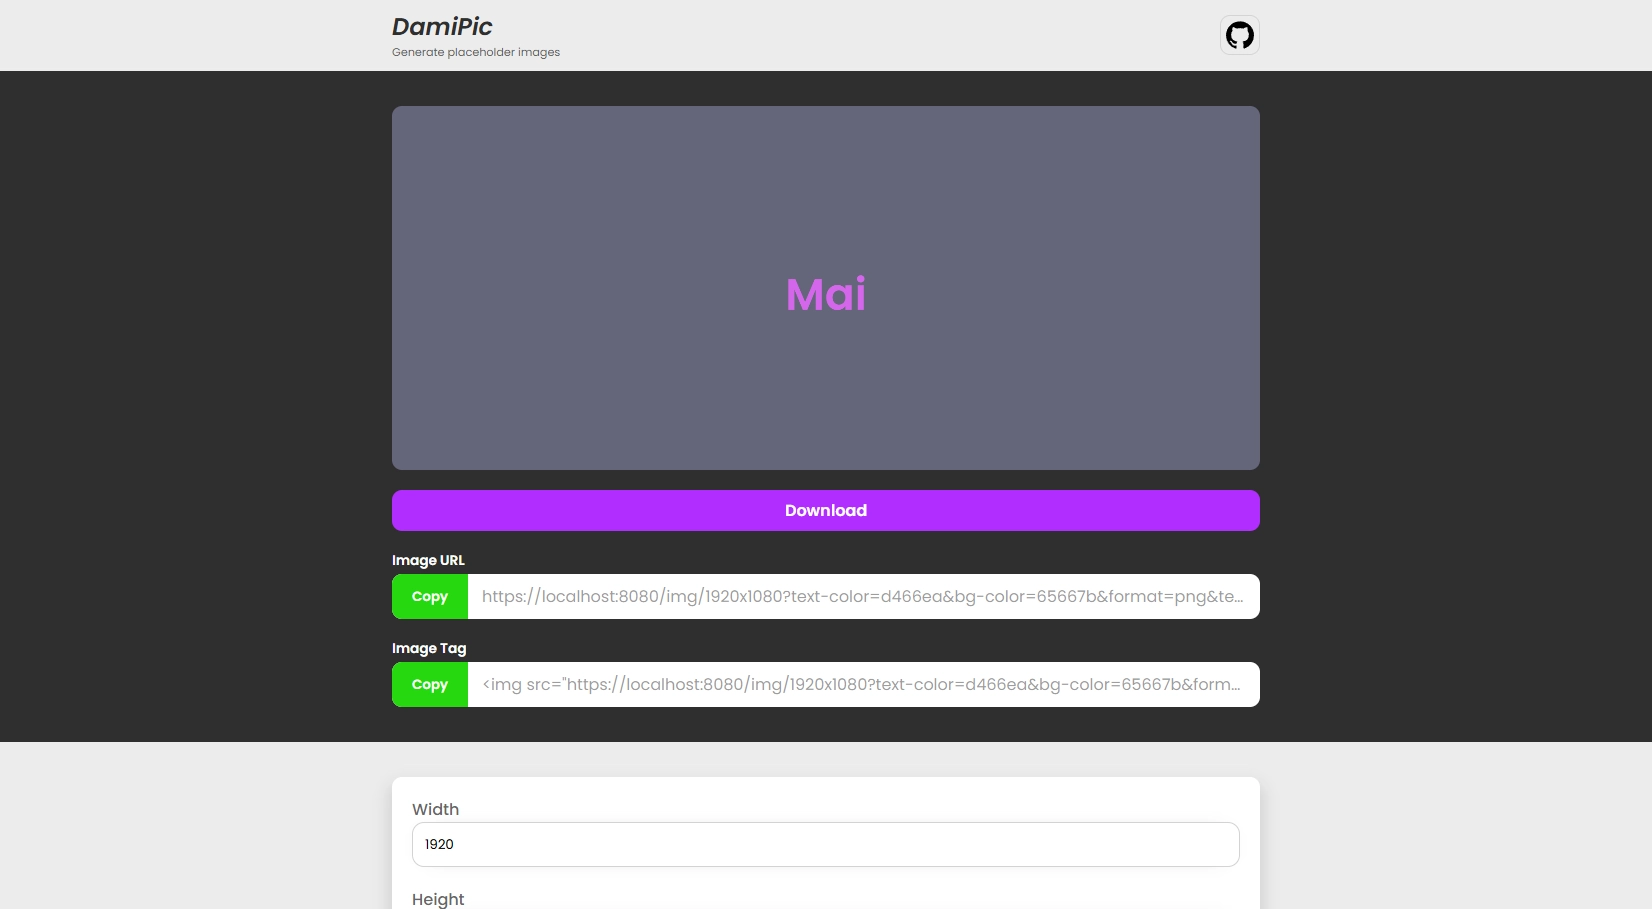 DamiPic
Generate placeholder images
Mai
Download
Image URL
Copy
https://localhost:8080/img/1920x1080?text-color=d466ea&bg-color=65667b&format=png&te...
Image Tag
Copy
<img src="https://localhost:8080/img/1920x1080?text-color=d466ea&bg-color=65667b&form...
Width
1920
Height